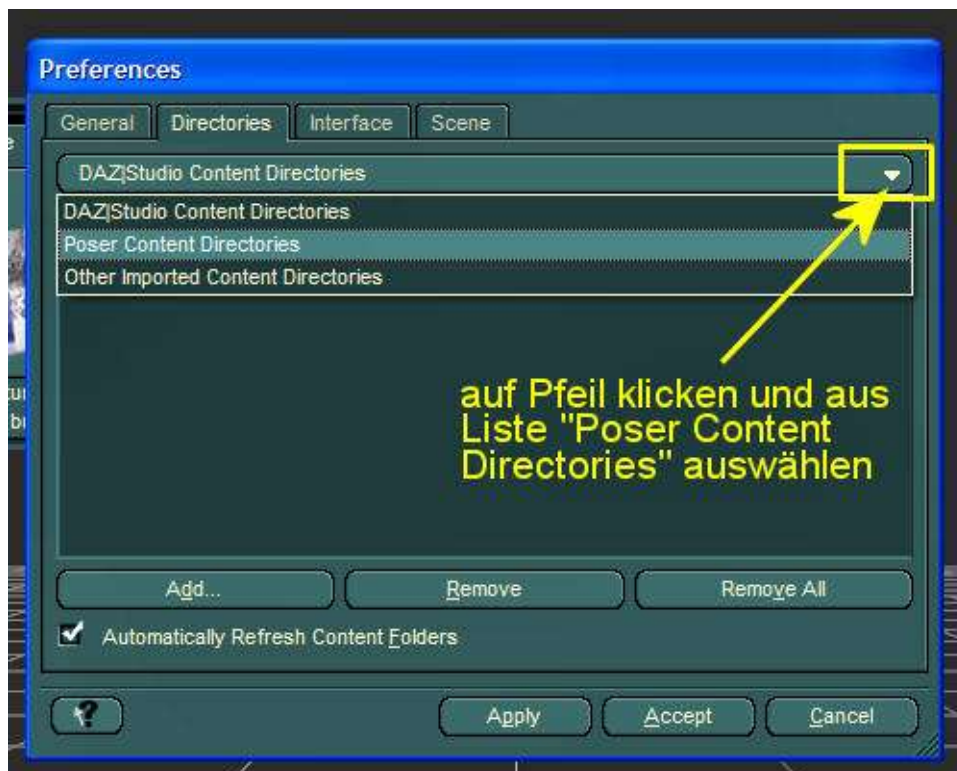 Preferences
General Directories Interface Scene
DAZ|Studio Content Directories
DAZ|Studio Content Directories
Poser Content Directories
Other Imported Content Directories
auf Pfeil klicken und aus
Liste "Poser Content
Directories" auswählen
Add... Remove Remove All
Automatically Refresh Content Folders
? Apply Accept Cancel